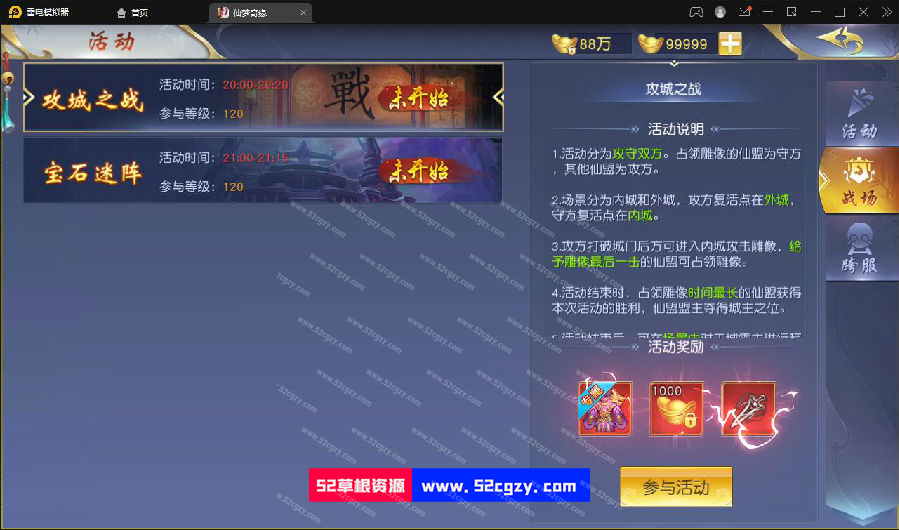 雷电模拟器
首页
仙梦奇缘
活动
88万
99999
攻城之战
活动时间：20:00-20:20
参与等级：120
戰
未开始
宝石迷阵
活动时间：21:00-21:15
参与等级：120
未开始
攻城之战
活动说明
1.活动分为攻守双方。占领雕像的仙盟为守方
，其他仙盟为攻方。
2.场景分为内城和外城，攻方复活点在外城，
守方复活点在内城。
3.攻方打破城门后方可进入内城攻击雕像，给
予雕像最后一击的仙盟可占领雕像。
4.活动结束时，占领雕像时间最长的仙盟获得
本次活动的胜利，仙盟盟主夺得城主之位。
活动奖励
1000
参与活动
活动
战场
跨服
52草根资源
www.52cgzy.com
www.52cgzy.com